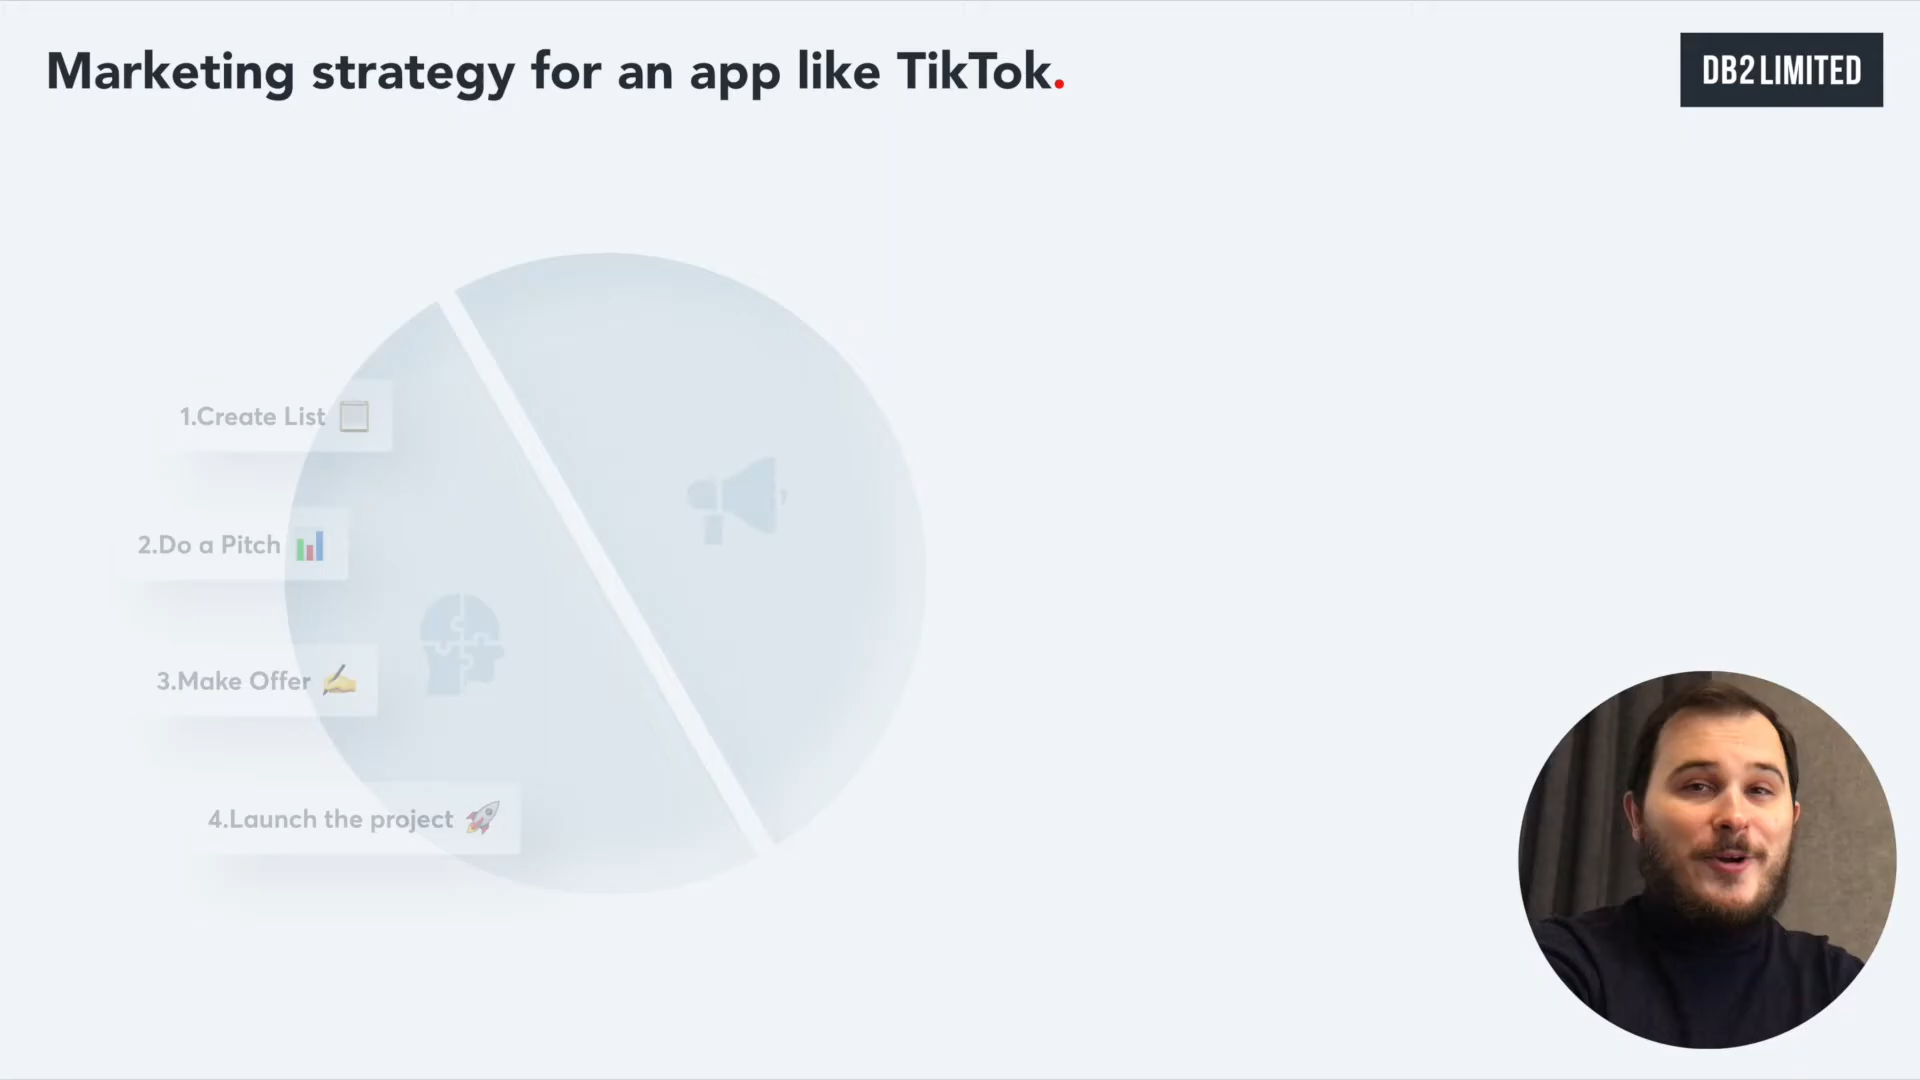 Marketing strategy for an app like TikTok.
DB2 LIMITED
1.Create List
2.Do a Pitch
3.Make Offer
4.Launch the project